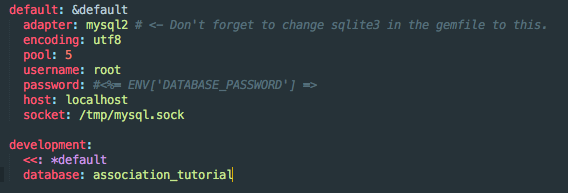 default: &default
  adapter: mysql2 # <- Don't forget to change sqlite3 in the gemfile to this.
  encoding: utf8
  pool: 5
  username: root
  password: #<%= ENV['DATABASE_PASSWORD'] =>
  host: localhost
  socket: /tmp/mysql.sock
development:
  <<: *default
  database: association_tutorial